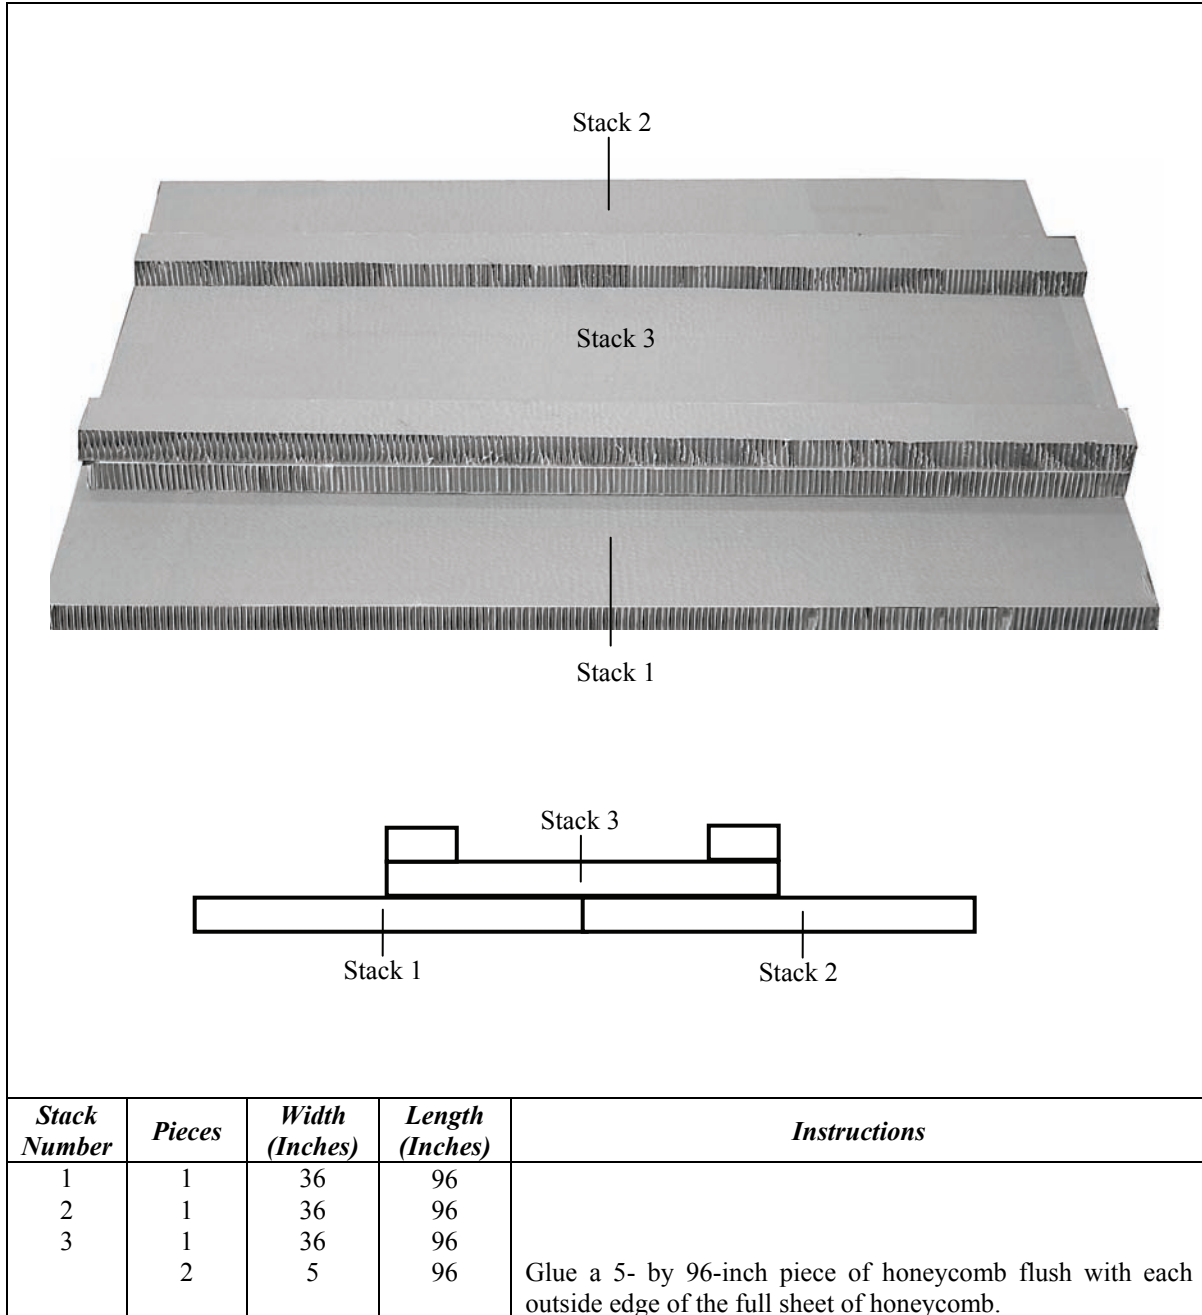 Stack 2
Stack 3
Stack 1
Stack 3
Stack 1
Stack 2
Stack Number Pieces Width (Inches) Length (Inches) Instructions
1 1 36 96
2 1 36 96
3 1 36 96
2 5 96 Glue a 5- by 96-inch piece of honeycomb flush with each
outside edge of the full sheet of honeycomb.